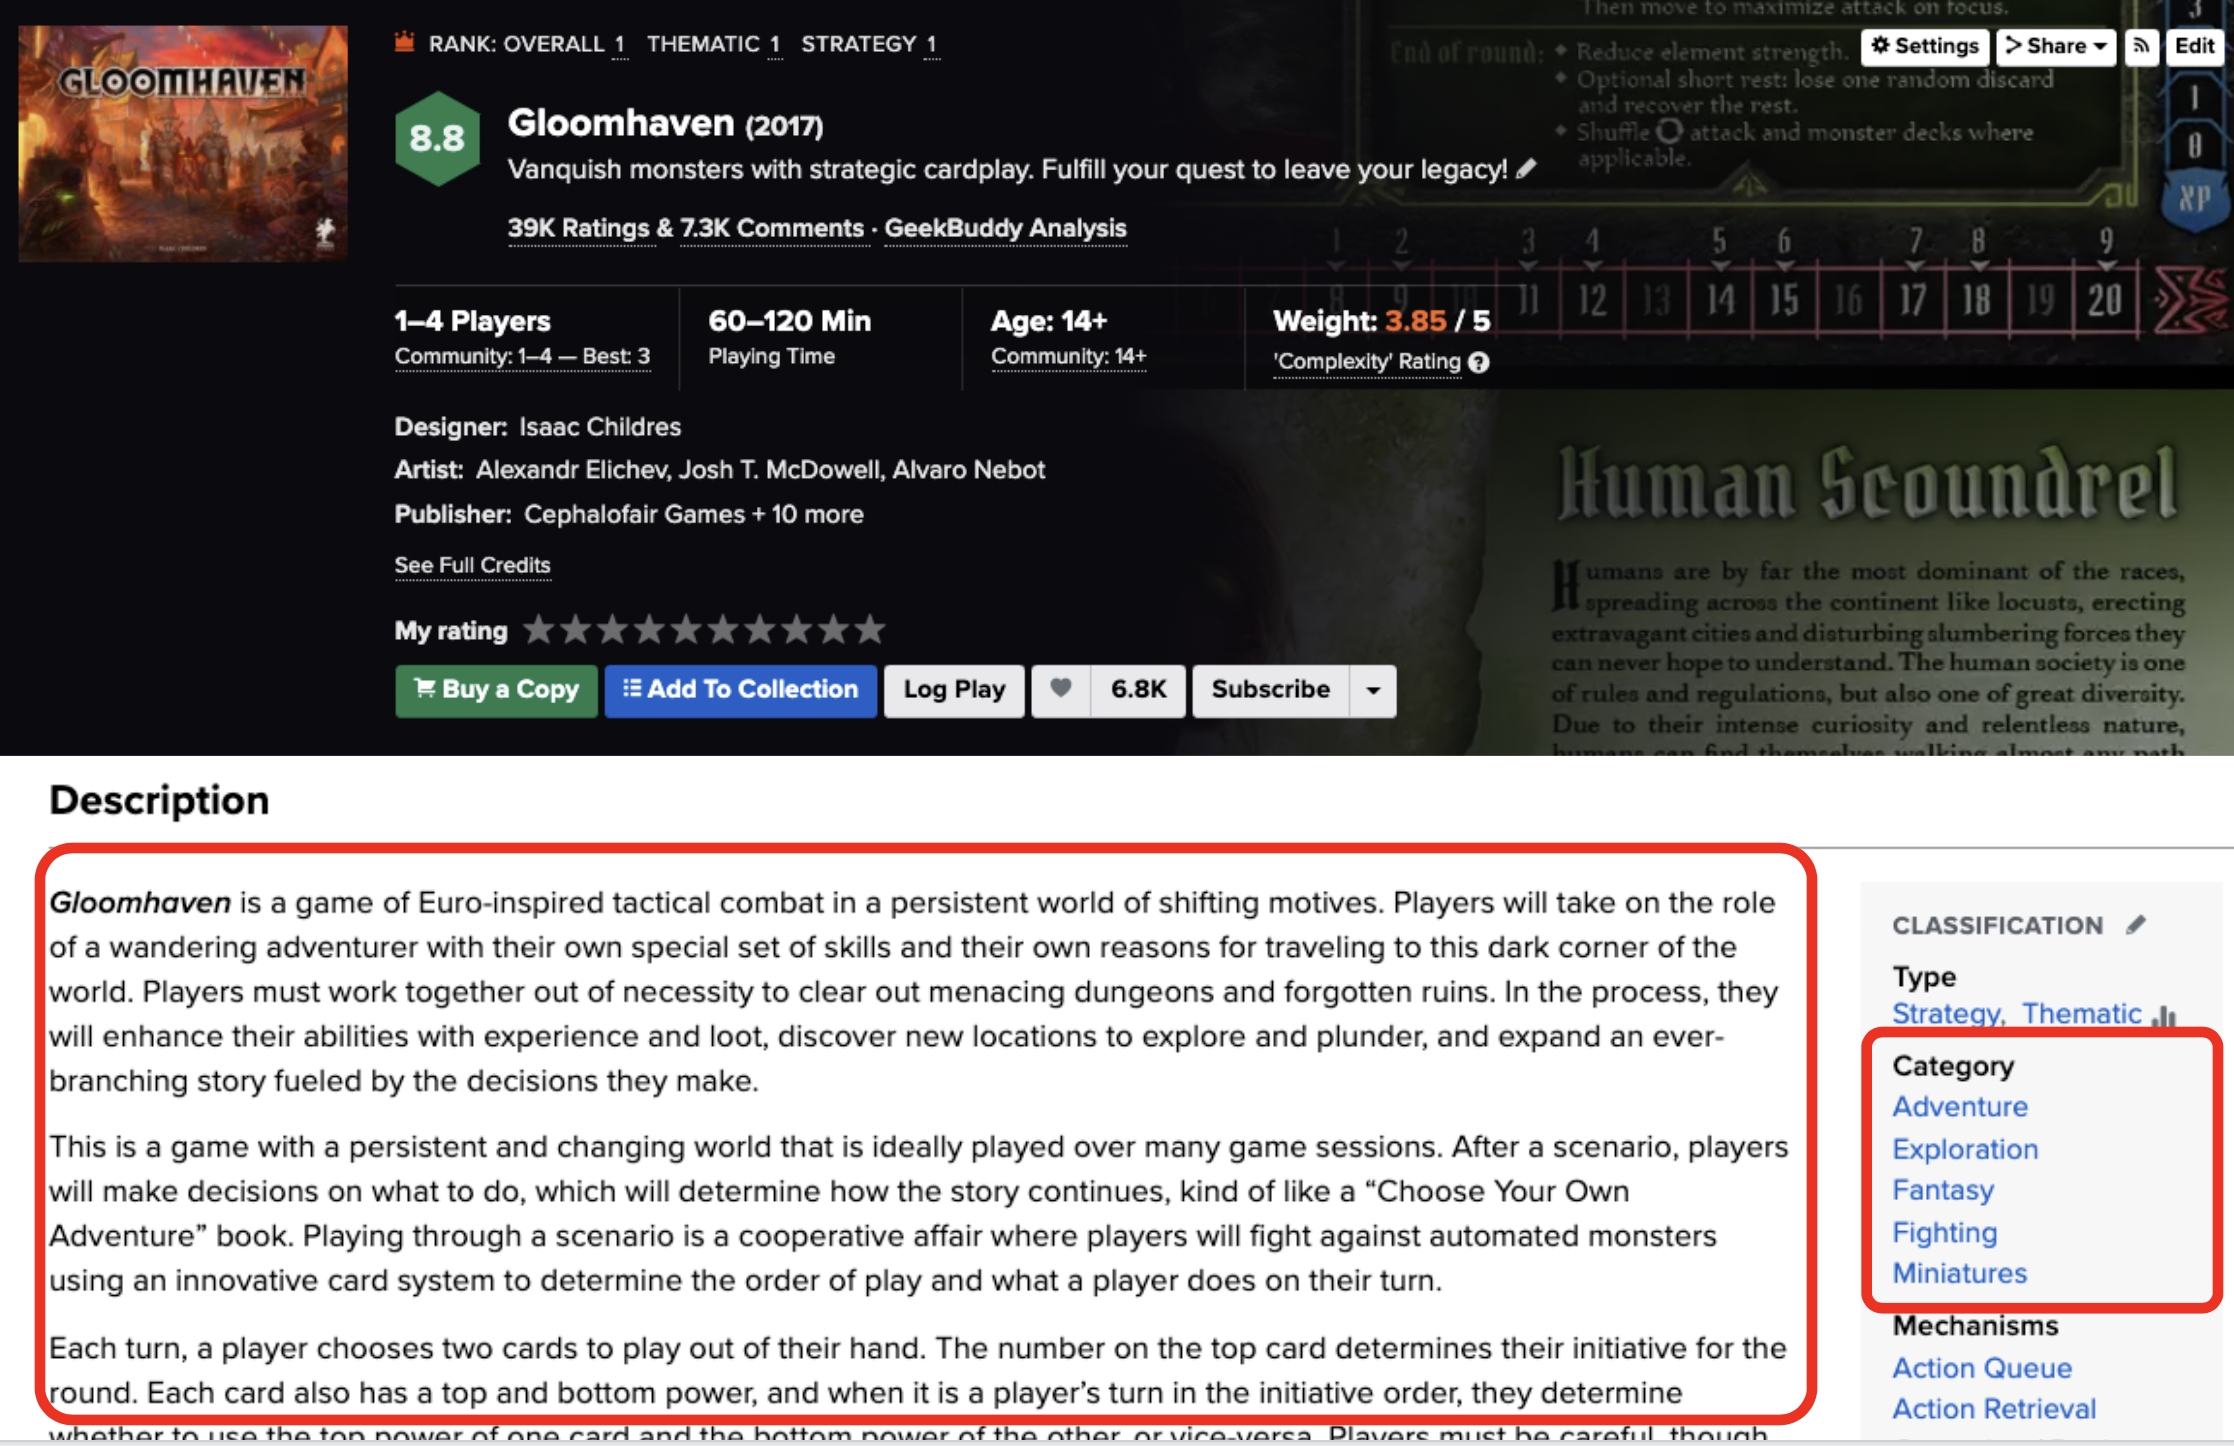 GLOOMHAVEN
ISAAC CHILDRES
RANK: OVERALL 1 THEMATIC 1 STRATEGY 1
8.8
Gloomhaven (2017)
Vanquish monsters with strategic cardplay. Fulfill your quest to leave your legacy!
39K Ratings & 7.3K Comments · GeekBuddy Analysis
1–4 Players
Community: 1–4 — Best: 3
60–120 Min
Playing Time
Age: 14+
Community: 14+
Weight: 3.85 / 5
'Complexity' Rating ?
Designer: Isaac Childres
Artist: Alexandr Elichev, Josh T. McDowell, Alvaro Nebot
Publisher: Cephalofair Games + 10 more
See Full Credits
My rating
Buy a Copy
Add To Collection
Log Play
6.8K
Subscribe
Settings
Share
Edit
Then move to maximize attack on focus.
End of round: Reduce element strength.
Optional short rest: lose one random discard
and recover the rest.
Shuffle attack and monster decks where
applicable.
3
1
0
XP
1 2 3 4 5 6 7 8 9
8 9 10 11 12 13 14 15 16 17 18 19 20
Human Scoundrel
Humans are by far the most dominant of the races,
spreading across the continent like locusts, erecting
extravagant cities and disturbing slumbering forces they
can never hope to understand. The human society is one
of rules and regulations, but also one of great diversity.
Due to their intense curiosity and relentless nature,
humans can find themselves walking almost any path
Description
Gloomhaven is a game of Euro-inspired tactical combat in a persistent world of shifting motives. Players will take on the role
of a wandering adventurer with their own special set of skills and their own reasons for traveling to this dark corner of the
world. Players must work together out of necessity to clear out menacing dungeons and forgotten ruins. In the process, they
will enhance their abilities with experience and loot, discover new locations to explore and plunder, and expand an ever-
branching story fueled by the decisions they make.
This is a game with a persistent and changing world that is ideally played over many game sessions. After a scenario, players
will make decisions on what to do, which will determine how the story continues, kind of like a “Choose Your Own
Adventure” book. Playing through a scenario is a cooperative affair where players will fight against automated monsters
using an innovative card system to determine the order of play and what a player does on their turn.
Each turn, a player chooses two cards to play out of their hand. The number on the top card determines their initiative for the
round. Each card also has a top and bottom power, and when it is a player’s turn in the initiative order, they determine
whether to use the top power of one card and the bottom power of the other, or vice-versa. Players must be careful, though
CLASSIFICATION
Type
Strategy, Thematic
Category
Adventure
Exploration
Fantasy
Fighting
Miniatures
Mechanisms
Action Queue
Action Retrieval